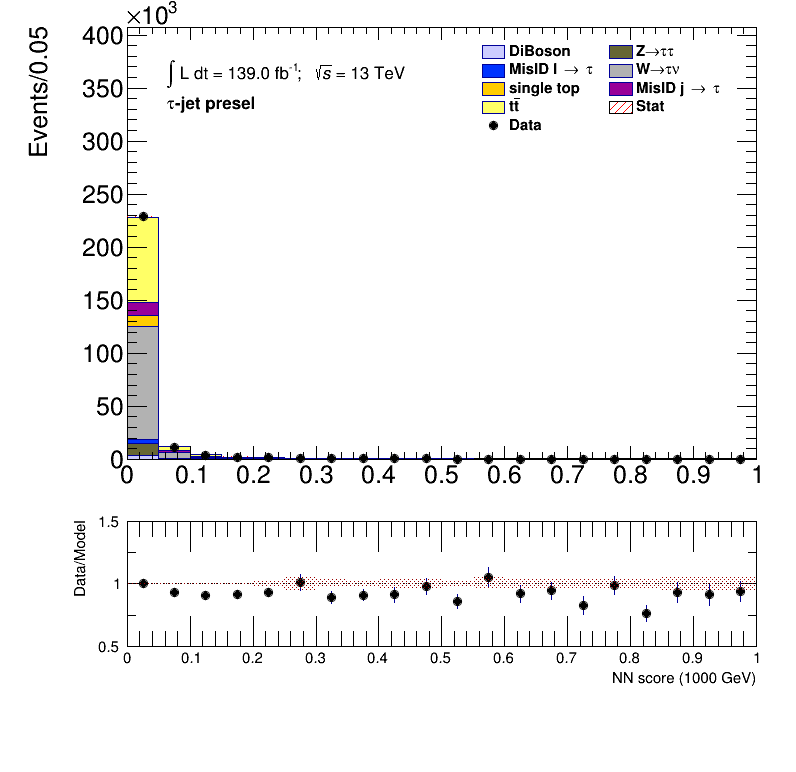 ×10³
Events/0.05
400
350
300
250
200
150
100
50
0
0 0.1 0.2 0.3 0.4 0.5 0.6 0.7 0.8 0.9 1
∫ L dt = 139.0 fb⁻¹; √s = 13 TeV
τ-jet presel
DiBoson
MisID l → τ
single top
tt̄
Data
Z→ττ
W→τν
MisID j → τ
Stat
Data/Model
1.5
1
0.5
0 0.1 0.2 0.3 0.4 0.5 0.6 0.7 0.8 0.9 1
NN score (1000 GeV)